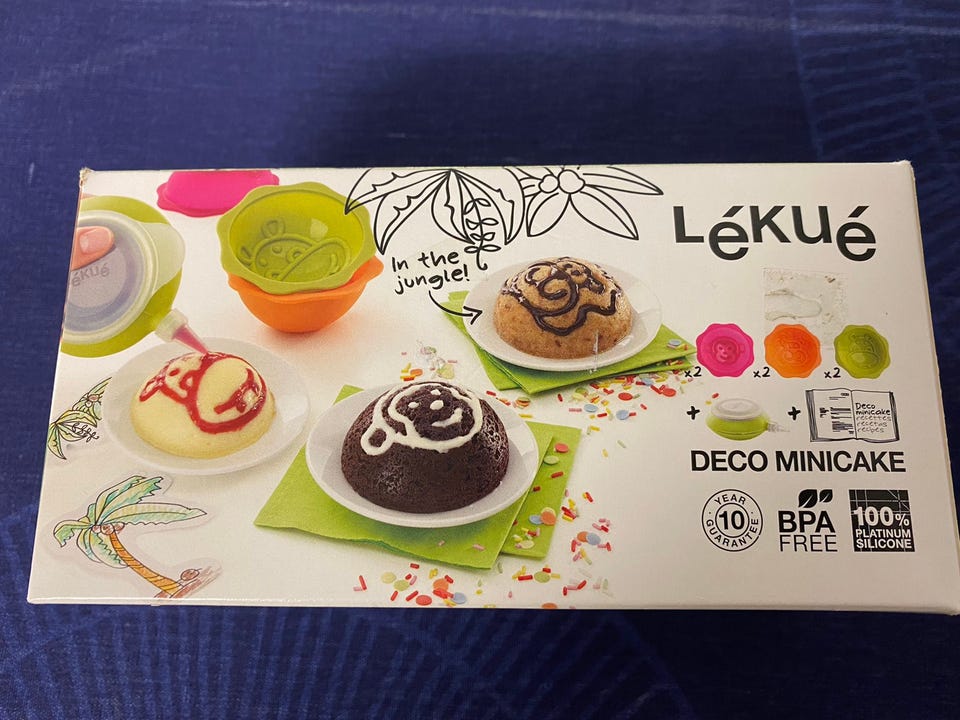 Lékué
In the
jungle!
éKUé
x2
x2
x2
+
+
Deco
minicake
recettes
recetas
recipes
DECO MINICAKE
YEAR
10
GUARANTEE
BPA
FREE
100%
PLATINUM
SILICONE